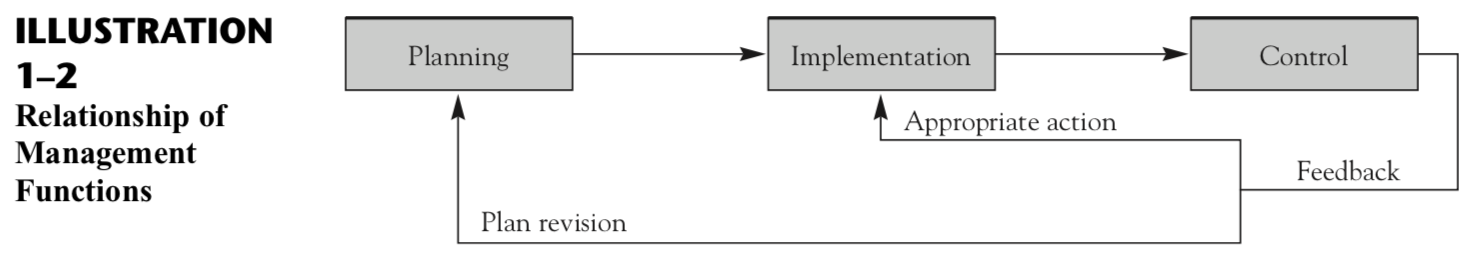 ILLUSTRATION
1–2
Relationship of
Management
Functions
Planning
Implementation
Control
Appropriate action
Feedback
Plan revision